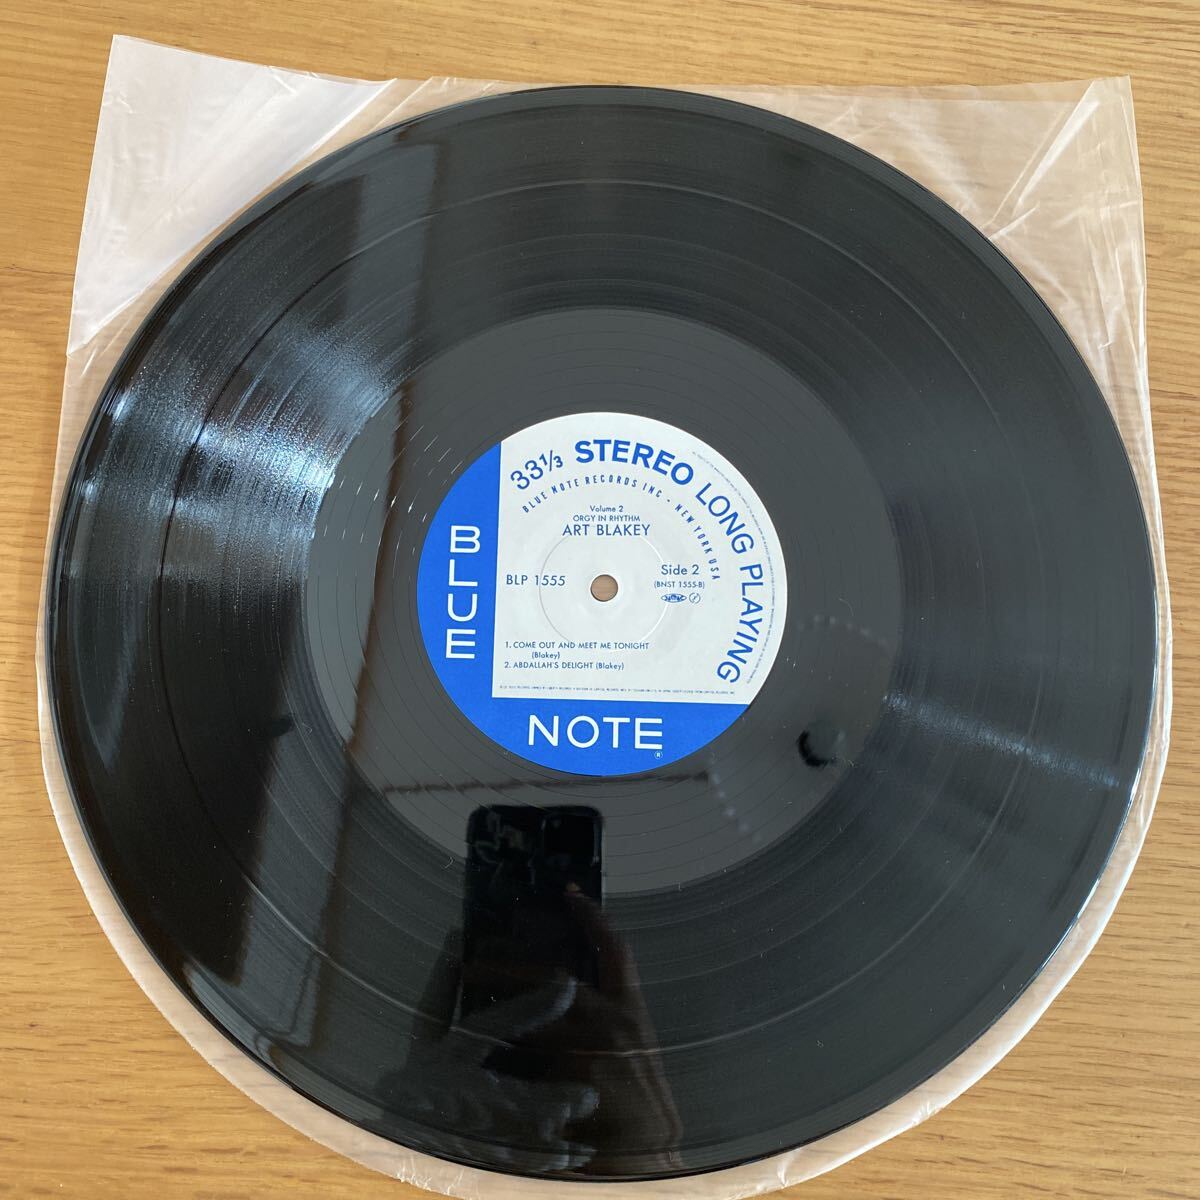 33⅓ STEREO LONG PLAYING
BLUE NOTE RECORDS INC - NEW YORK USA
Volume 2
ORGY IN RHYTHM
ART BLAKEY
BLP 1555
Side 2
(BNST 1555-B)
1. COME OUT AND MEET ME TONIGHT
(Blakey)
2. ABDALLAH'S DELIGHT (Blakey)
BLUE
NOTE
®